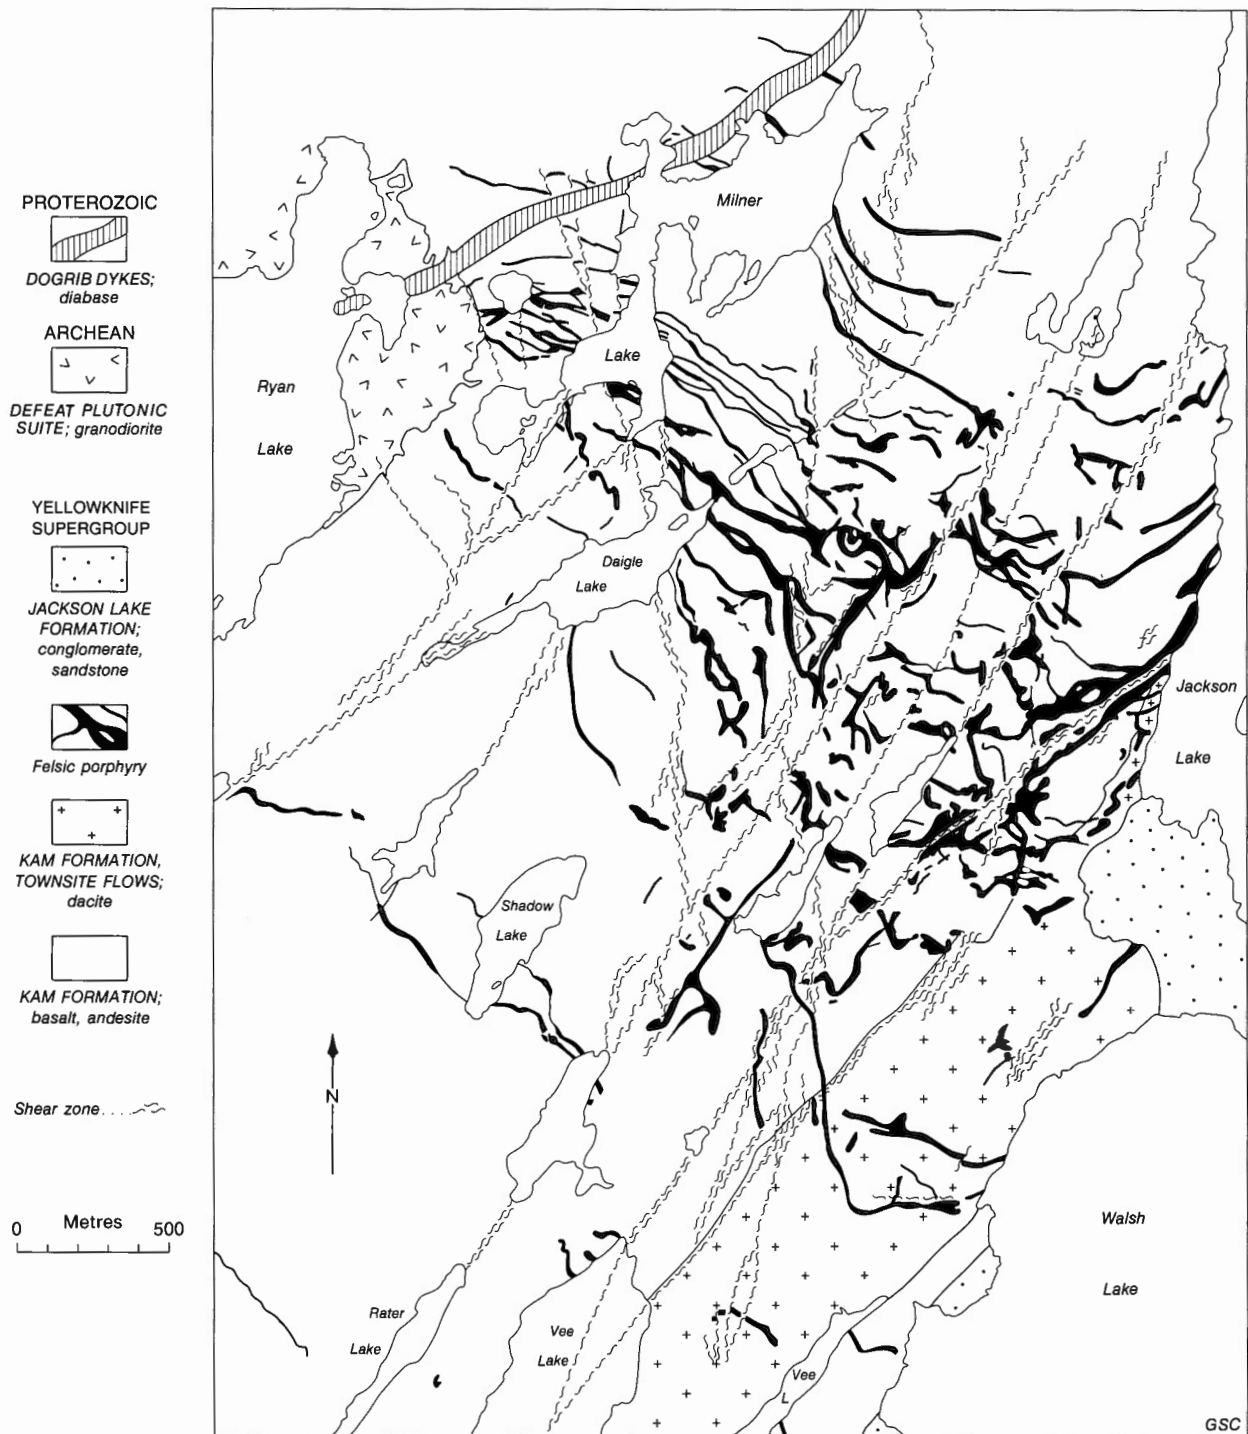 PROTEROZOIC
DOGRIB DYKES;
diabase
ARCHEAN
DEFEAT PLUTONIC
SUITE; granodiorite
YELLOWKNIFE
SUPERGROUP
JACKSON LAKE
FORMATION;
conglomerate,
sandstone
Felsic porphyry
KAM FORMATION,
TOWNSITE FLOWS;
dacite
KAM FORMATION;
basalt, andesite
Shear zone....
0 Metres 500
N
Milner
Lake
Ryan
Lake
Daigle
Lake
Jackson
Lake
Shadow
Lake
Walsh
Lake
Rater
Lake
Vee
Lake
Vee
L
GSC